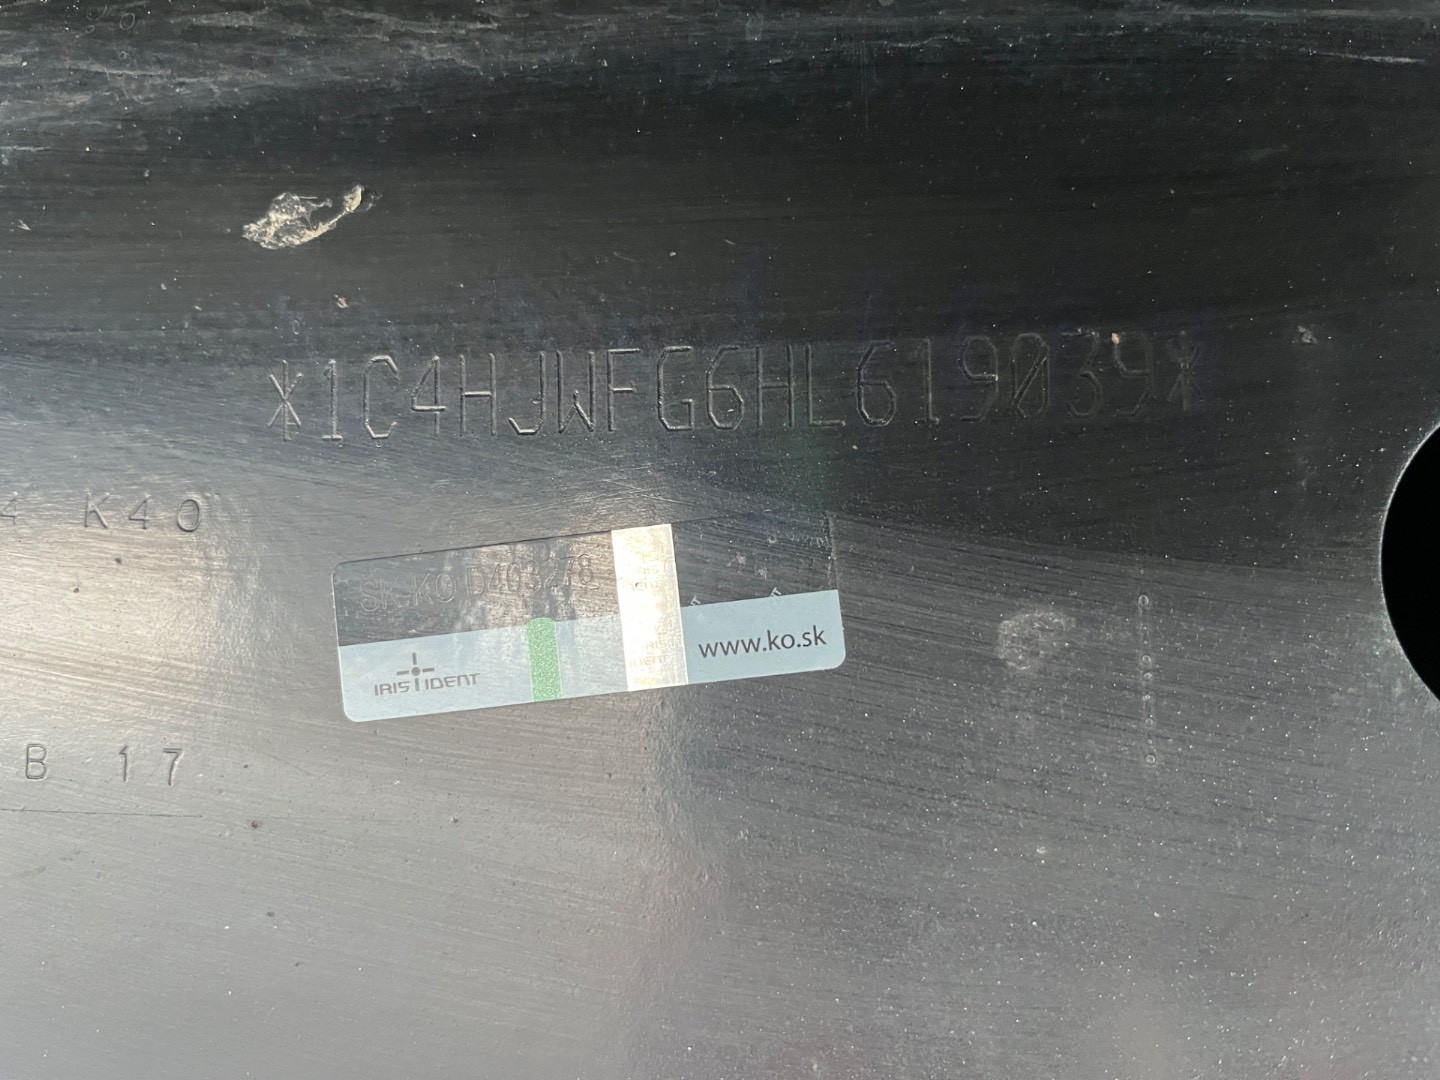 *1C4HJWFG6HL619039*
4 K40
SK-KO D403278
IRIS IDENT
www.ko.sk
B 17